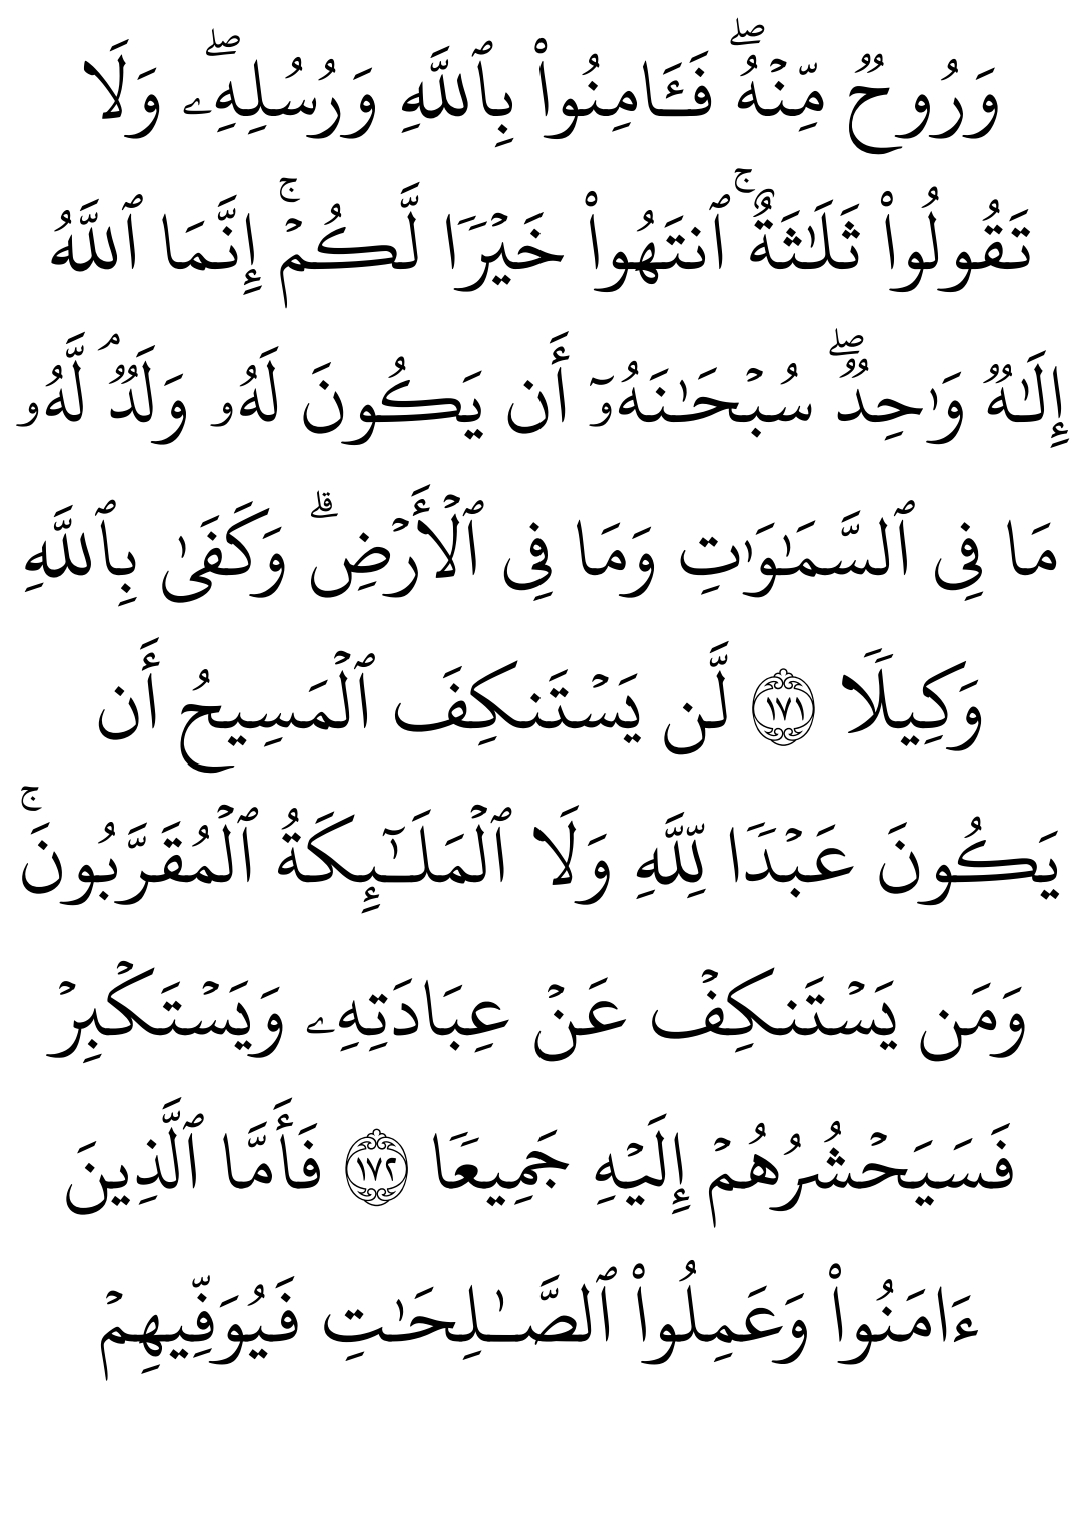 وَرُوحٞ مِّنۡهُۖ فَـَٔامِنُواْ بِٱللَّهِ وَرُسُلِهِۦۖ وَلَا
تَقُولُواْ ثَلَٰثَةٌۚ ٱنتَهُواْ خَيۡرٗا لَّكُمۡۚ إِنَّمَا ٱللَّهُ
إِلَٰهٞ وَٰحِدٞۖ سُبۡحَٰنَهُۥٓ أَن يَكُونَ لَهُۥ وَلَدٞۘ لَّهُۥ
مَا فِي ٱلسَّمَٰوَٰتِ وَمَا فِي ٱلۡأَرۡضِۗ وَكَفَىٰ بِٱللَّهِ
وَكِيلٗا ١٧١ لَّن يَسۡتَنكِفَ ٱلۡمَسِيحُ أَن
يَكُونَ عَبۡدٗا لِّلَّهِ وَلَا ٱلۡمَلَٰٓئِكَةُ ٱلۡمُقَرَّبُونَۚ
وَمَن يَسۡتَنكِفۡ عَنۡ عِبَادَتِهِۦ وَيَسۡتَكۡبِرۡ
فَسَيَحۡشُرُهُمۡ إِلَيۡهِ جَمِيعٗا ١٧٢ فَأَمَّا ٱلَّذِينَ
ءَامَنُواْ وَعَمِلُواْ ٱلصَّٰلِحَٰتِ فَيُوَفِّيهِمۡ